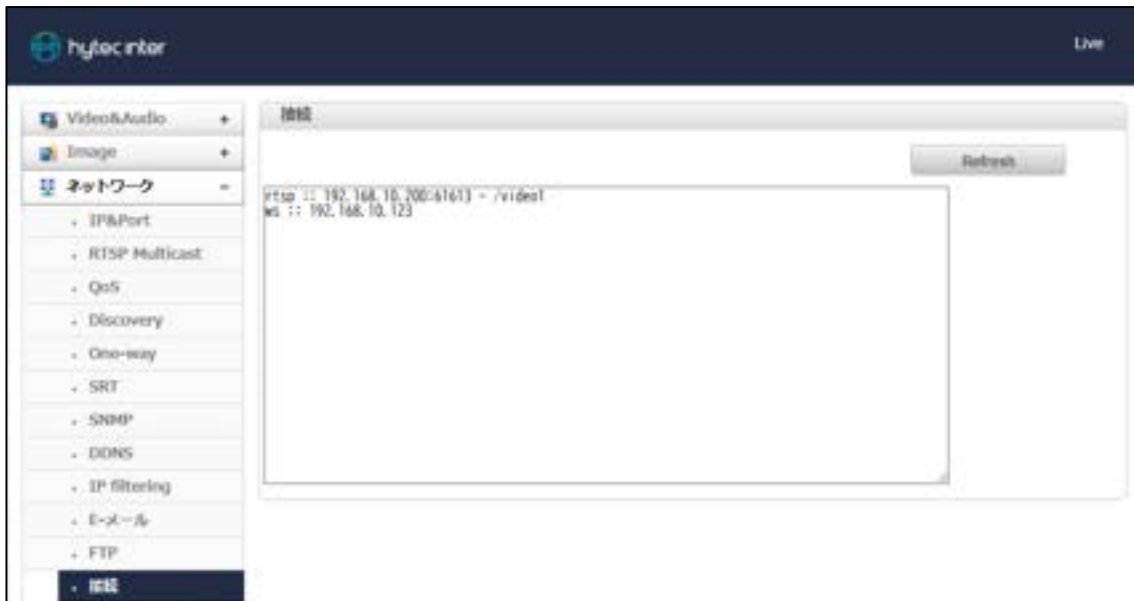 hytec inter
Live
Video&Audio +
Image +
ネットワーク -
IP&Port
RTSP Multicast
QoS
Discovery
One-way
SRT
SNMP
DDNS
IP filtering
E-メール
FTP
接続
接続
Refresh
rtsp :: 192.168.10.200:61613 - /video1
ws :: 192.168.10.123